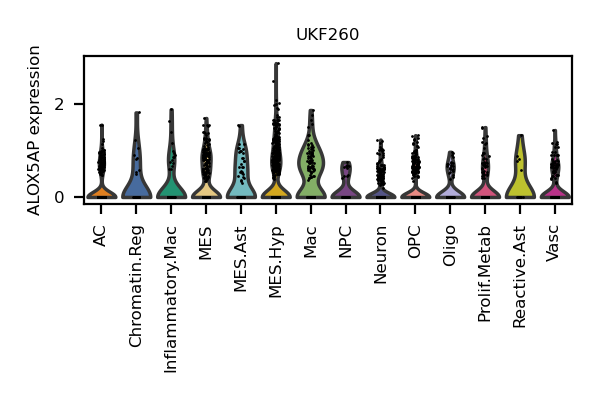 UKF260
ALOX5AP expression
2
0
AC
Chromatin.Reg
Inflammatory.Mac
MES
MES.Ast
MES.Hyp
Mac
NPC
Neuron
OPC
Oligo
Prolif.Metab
Reactive.Ast
Vasc